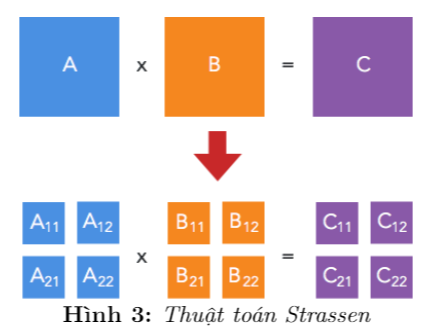 A x B = C
A₁₁ A₁₂ B₁₁ B₁₂ C₁₁ C₁₂
x =
A₂₁ A₂₂ B₂₁ B₂₂ C₂₁ C₂₂
Hình 3: Thuật toán Strassen